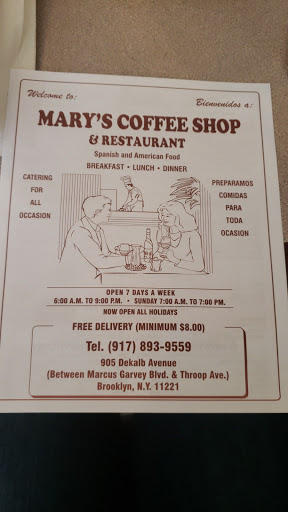 Welcome to:
Bienvenidos a:
MARY'S COFFEE SHOP
& RESTAURANT
Spanish and American Food
BREAKFAST • LUNCH • DINNER
CATERING
FOR
ALL
OCCASION
PREPARAMOS
COMIDAS
PARA
TODA
OCASION
OPEN 7 DAYS A WEEK
6:00 A.M. TO 9:00 P.M. • SUNDAY 7:00 A.M. TO 7:00 PM.
NOW OPEN ALL HOLIDAYS
FREE DELIVERY (MINIMUM $8.00)
Tel. (917) 893-9559
905 Dekalb Avenue
(Between Marcus Garvey Blvd. & Throop Ave.)
Brooklyn, N.Y. 11221